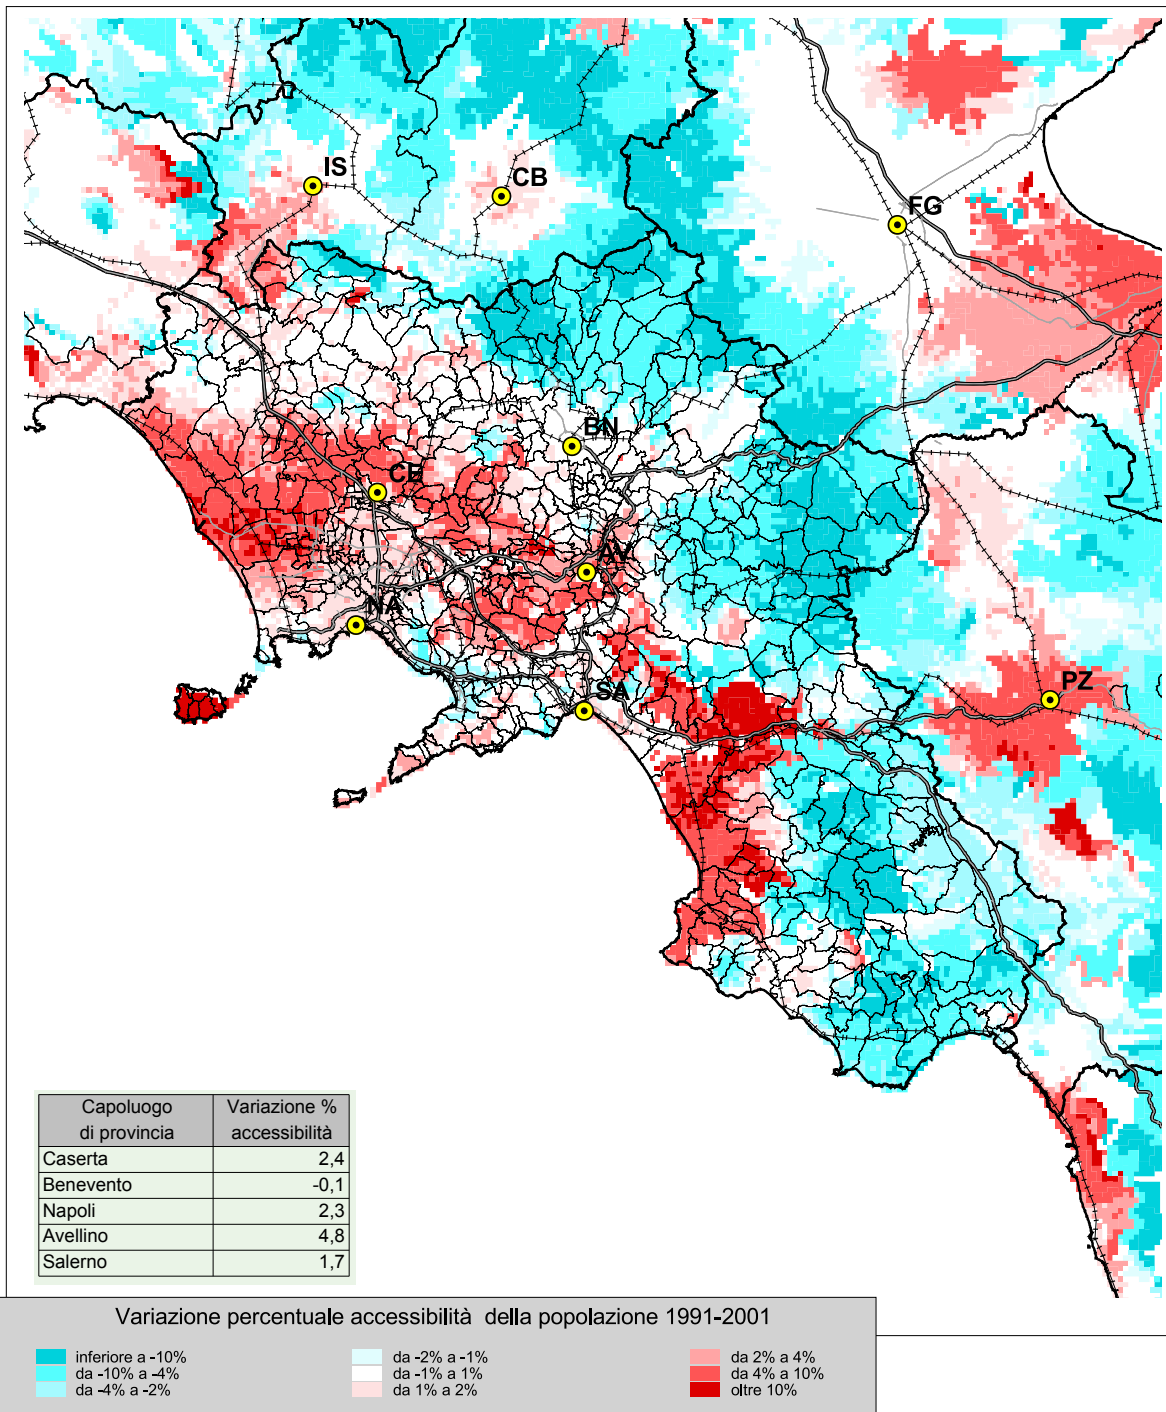 IS
CB
FG
BN
CE
AV
NA
SA
PZ
Capoluogo di provincia Variazione % accessibilità
Caserta 2,4
Benevento -0,1
Napoli 2,3
Avellino 4,8
Salerno 1,7
Variazione percentuale accessibilità della popolazione 1991-2001
inferiore a -10%
da -10% a -4%
da -4% a -2%
da -2% a -1%
da -1% a 1%
da 1% a 2%
da 2% a 4%
da 4% a 10%
oltre 10%